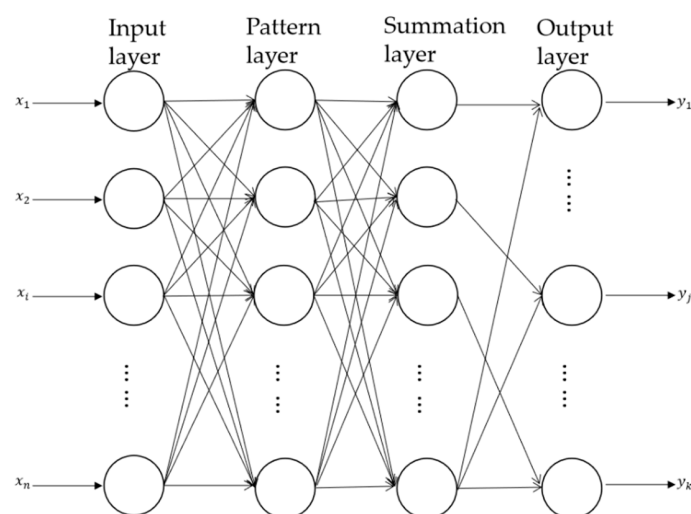 Input layer
Pattern layer
Summation layer
Output layer
x₁
y₁
x₂
xᵢ
yⱼ
xₙ
yₖ